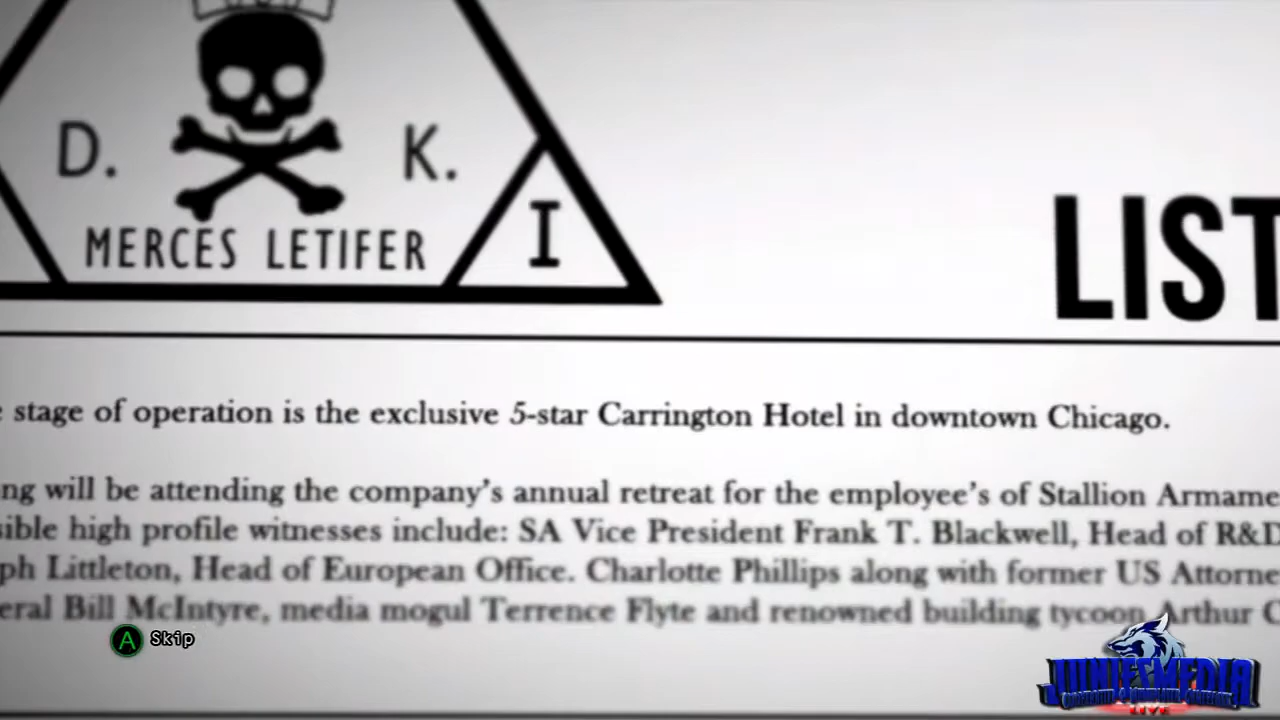 D. K.
MERCES LETIFER
I
LIST
stage of operation is the exclusive 5-star Carrington Hotel in downtown Chicago.
ng will be attending the company's annual retreat for the employee's of Stallion Armame
sible high profile witnesses include: SA Vice President Frank T. Blackwell, Head of R&D
ph Littleton, Head of European Office. Charlotte Phillips along with former US Attorne
eral Bill McIntyre, media mogul Terrence Flyte and renowned building tycoon Arthur C
A Skip
JUNIESMEDIA
LIVE